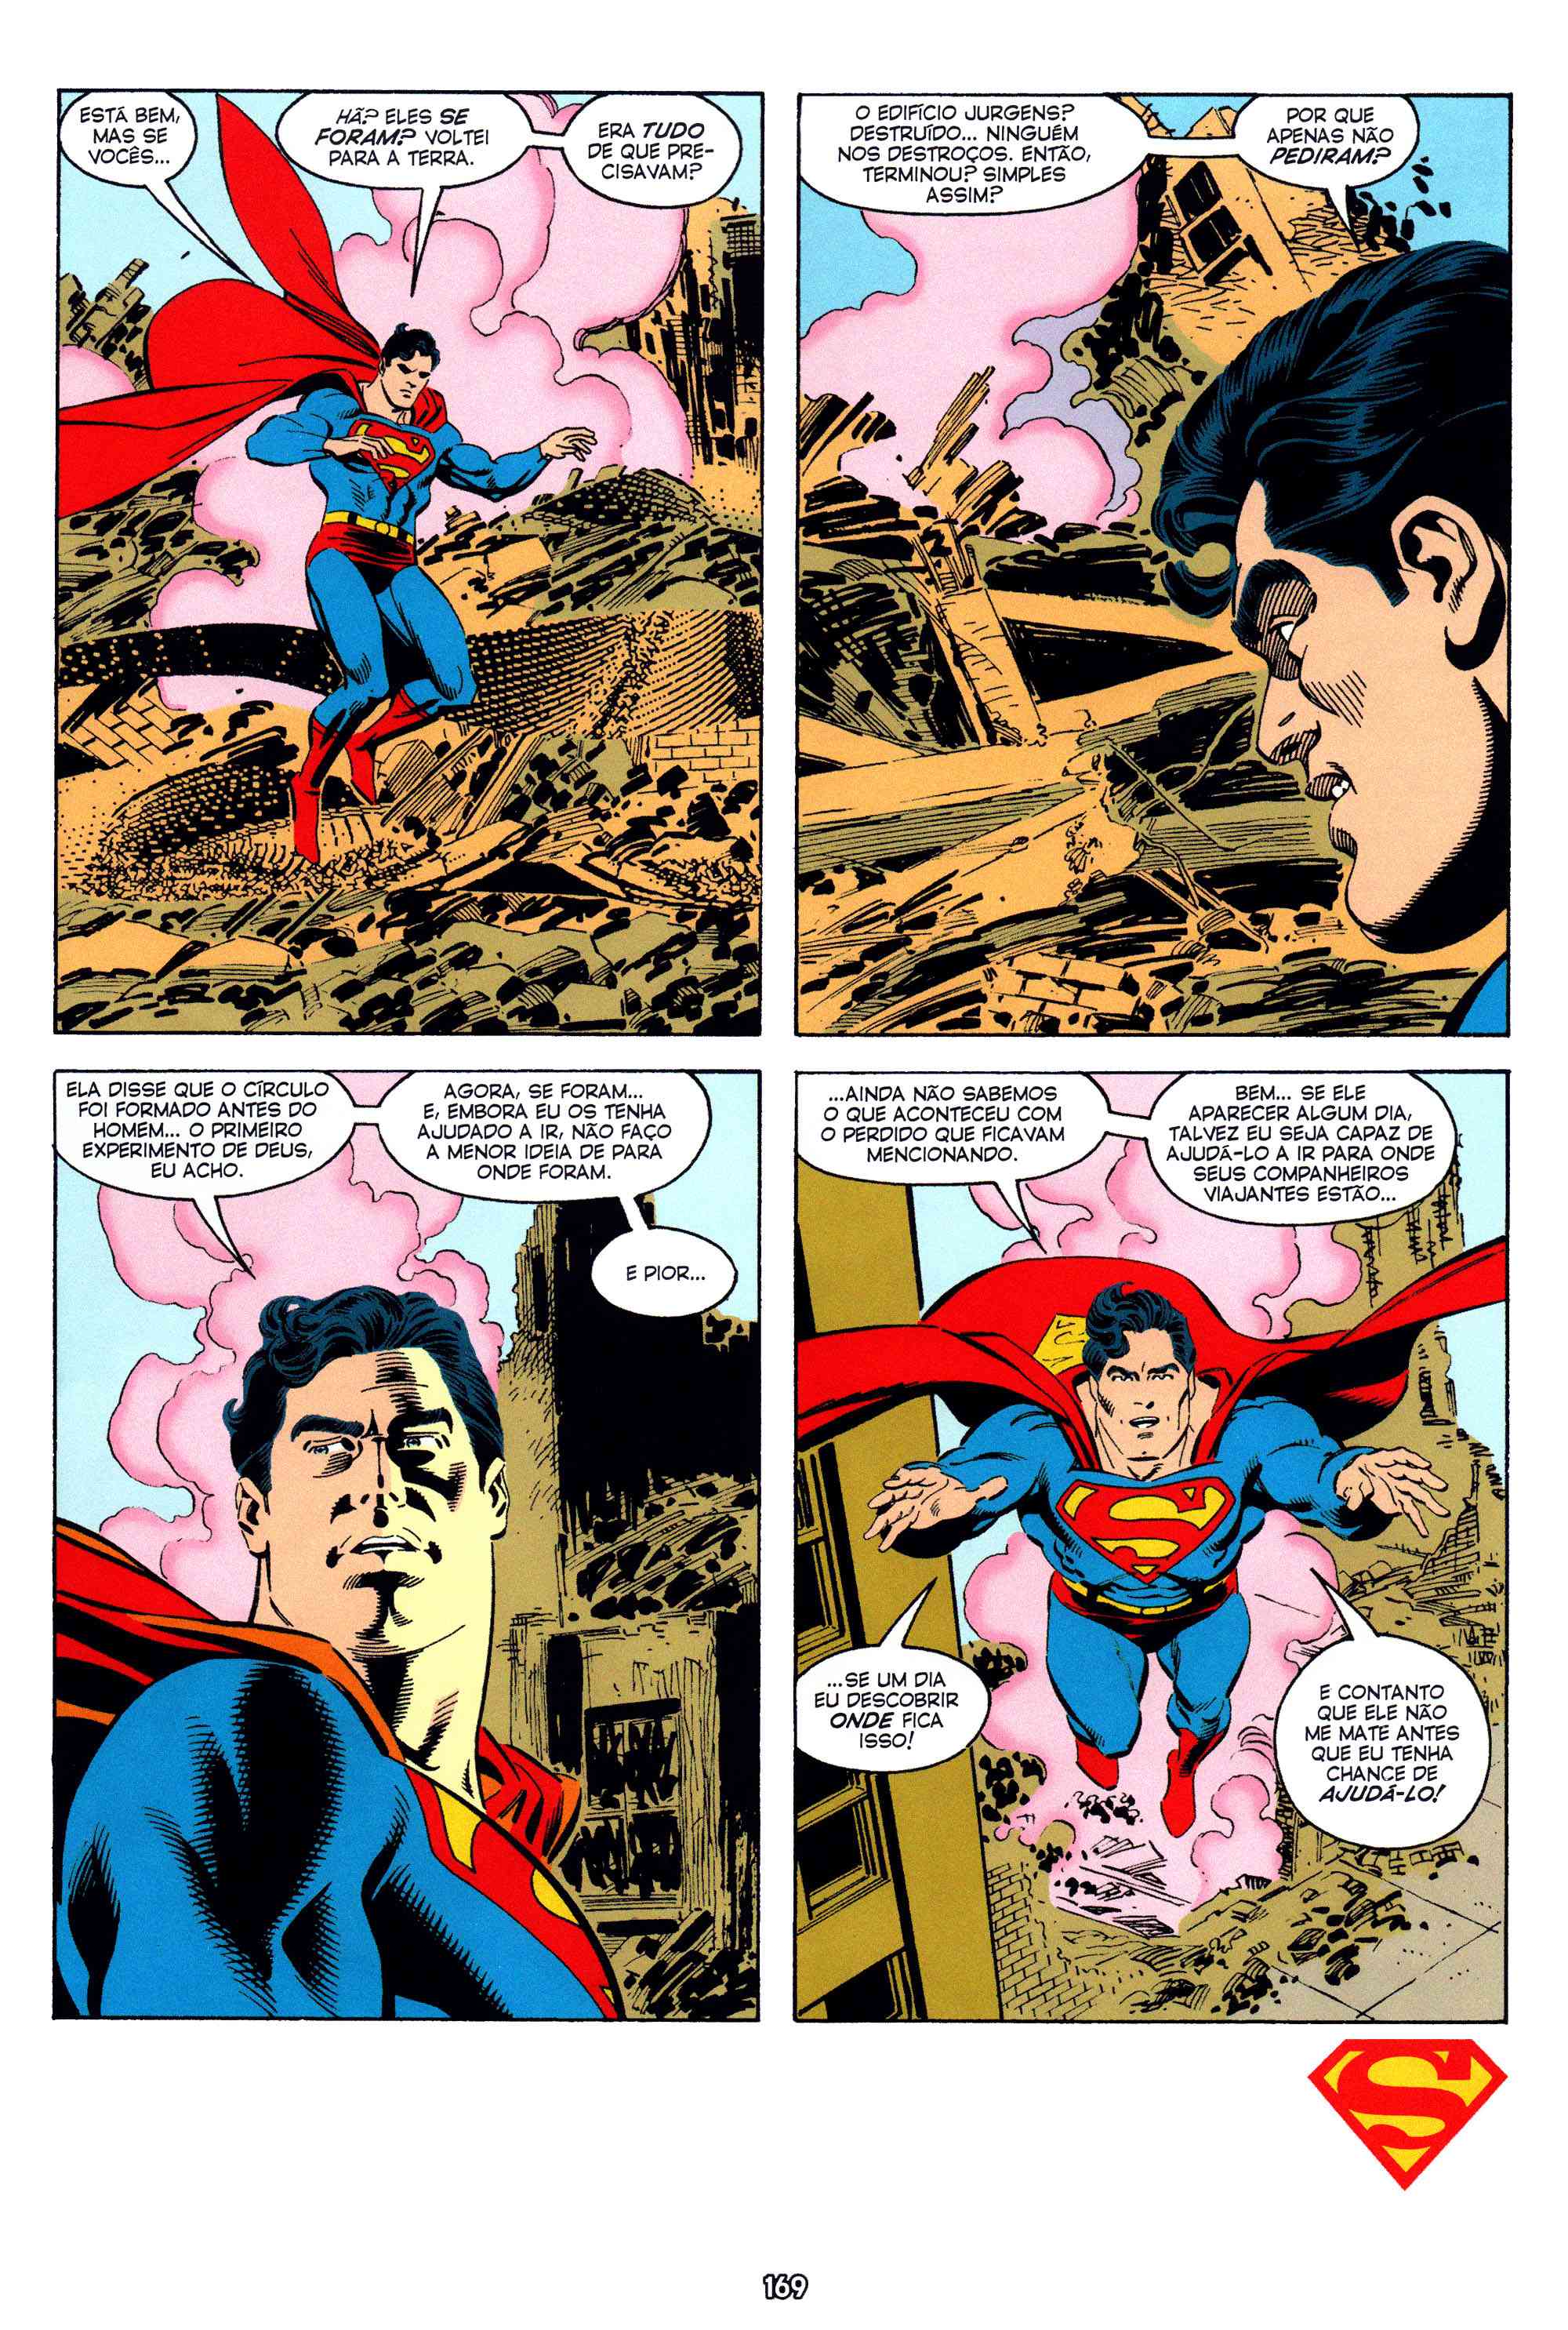 ESTÁ BEM,
MAS SE
VOCÊS...
HÃ? ELES SE
FORAM? VOLTEI
PARA A TERRA.
ERA TUDO
DE QUE PRE-
CISAVAM?
O EDIFÍCIO JURGENS?
DESTRUÍDO... NINGUÉM
NOS DESTROÇOS. ENTÃO,
TERMINOU? SIMPLES
ASSIM?
POR QUE
APENAS NÃO
PEDIRAM?
ELA DISSE QUE O CÍRCULO
FOI FORMADO ANTES DO
HOMEM... O PRIMEIRO
EXPERIMENTO DE DEUS,
EU ACHO.
AGORA, SE FORAM...
E, EMBORA EU OS TENHA
AJUDADO A IR, NÃO FAÇO
A MENOR IDEIA DE PARA
ONDE FORAM.
E PIOR...
...AINDA NÃO SABEMOS
O QUE ACONTECEU COM
O PERDIDO QUE FICAVAM
MENCIONANDO.
BEM... SE ELE
APARECER ALGUM DIA,
TALVEZ EU SEJA CAPAZ DE
AJUDÁ-LO A IR PARA ONDE
SEUS COMPANHEIROS
VIAJANTES ESTÃO...
...SE UM DIA
EU DESCOBRIR
ONDE FICA
ISSO!
E CONTANTO
QUE ELE NÃO
ME MATE ANTES
QUE EU TENHA
CHANCE DE
AJUDÁ-LO!
S
169